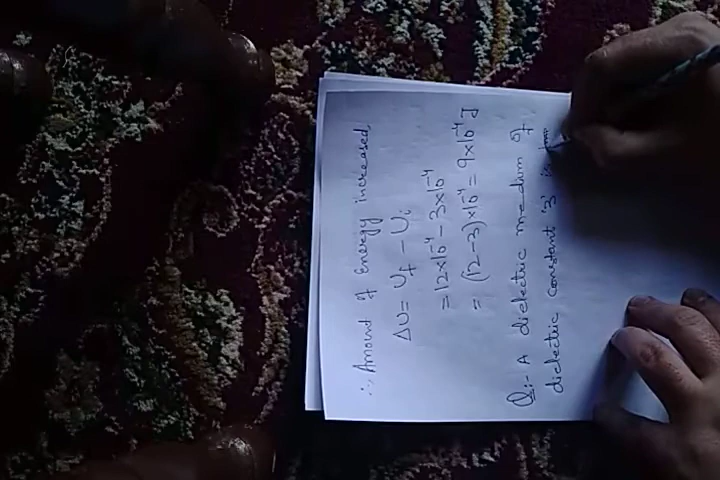 ∴ Amount of Energy increased
ΔU = U_f − U_i
= 12×10⁻⁴ − 3×10⁻⁴
= (12−3)×10⁻⁴ = 9×10⁻⁴ J
Q:- A dielectric medium of
dielectric constant '3' is